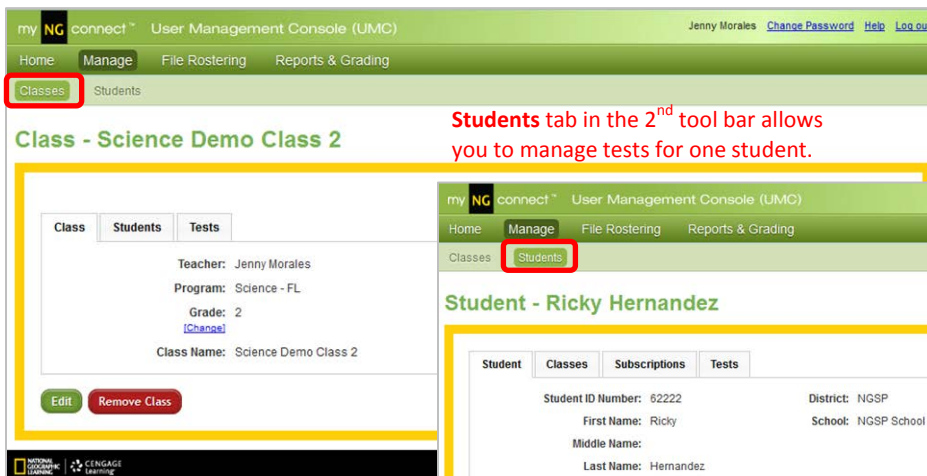 my NG connect™ User Management Console (UMC)
Jenny Morales Change Password Help Log ou
Home Manage File Rostering Reports & Grading
Classes Students
Class - Science Demo Class 2
Students tab in the 2nd tool bar allows
you to manage tests for one student.
Class Students Tests
Teacher: Jenny Morales
Program: Science - FL
Grade: 2
[Change]
Class Name: Science Demo Class 2
Edit Remove Class
NATIONAL
GEOGRAPHIC
LEARNING
CENGAGE
Learning
my NG connect™ User Management Console (UMC)
Home Manage File Rostering Reports & Grading
Classes Students
Student - Ricky Hernandez
Student Classes Subscriptions Tests
Student ID Number: 62222 District: NGSP
First Name: Ricky School: NGSP School
Middle Name:
Last Name: Hernandez